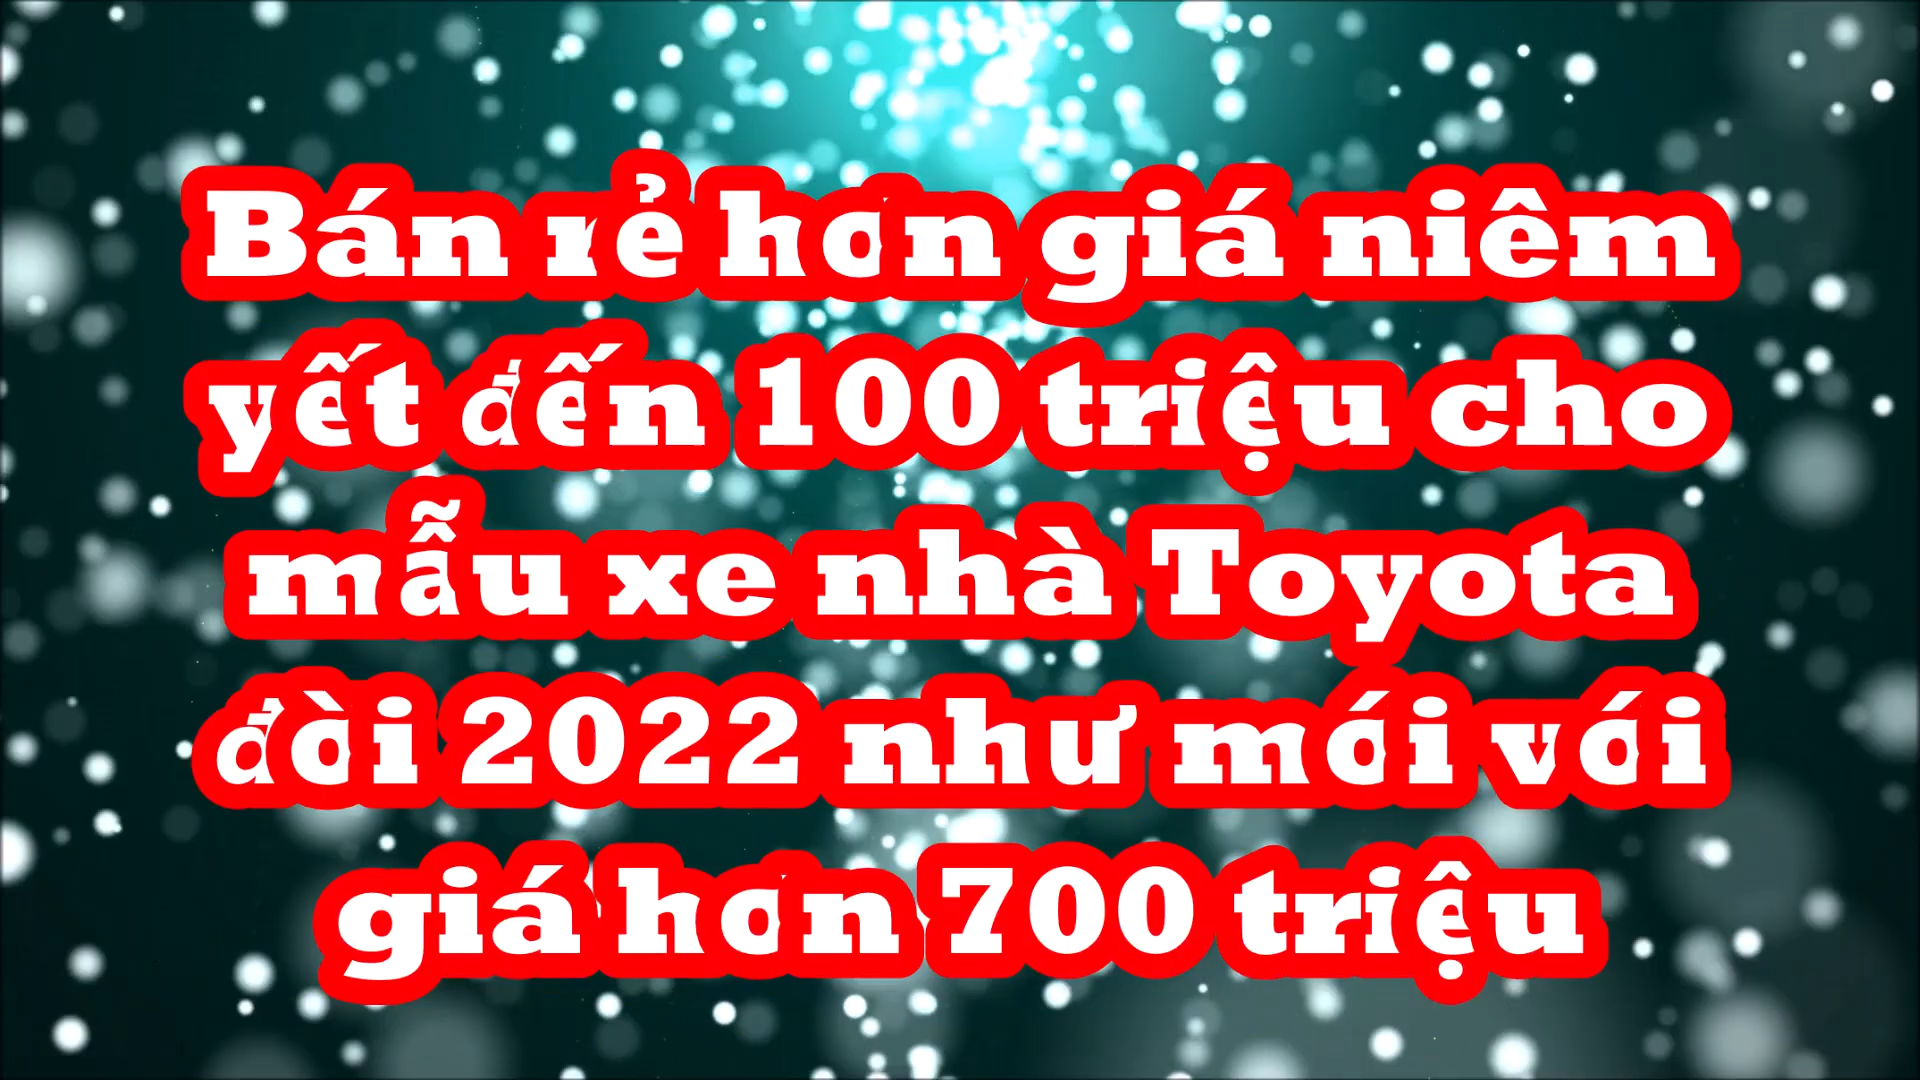 Bán rẻ hơn giá niêm
yết đến 100 triệu cho
mẫu xe nhà Toyota
đời 2022 như mới với
giá hơn 700 triệu